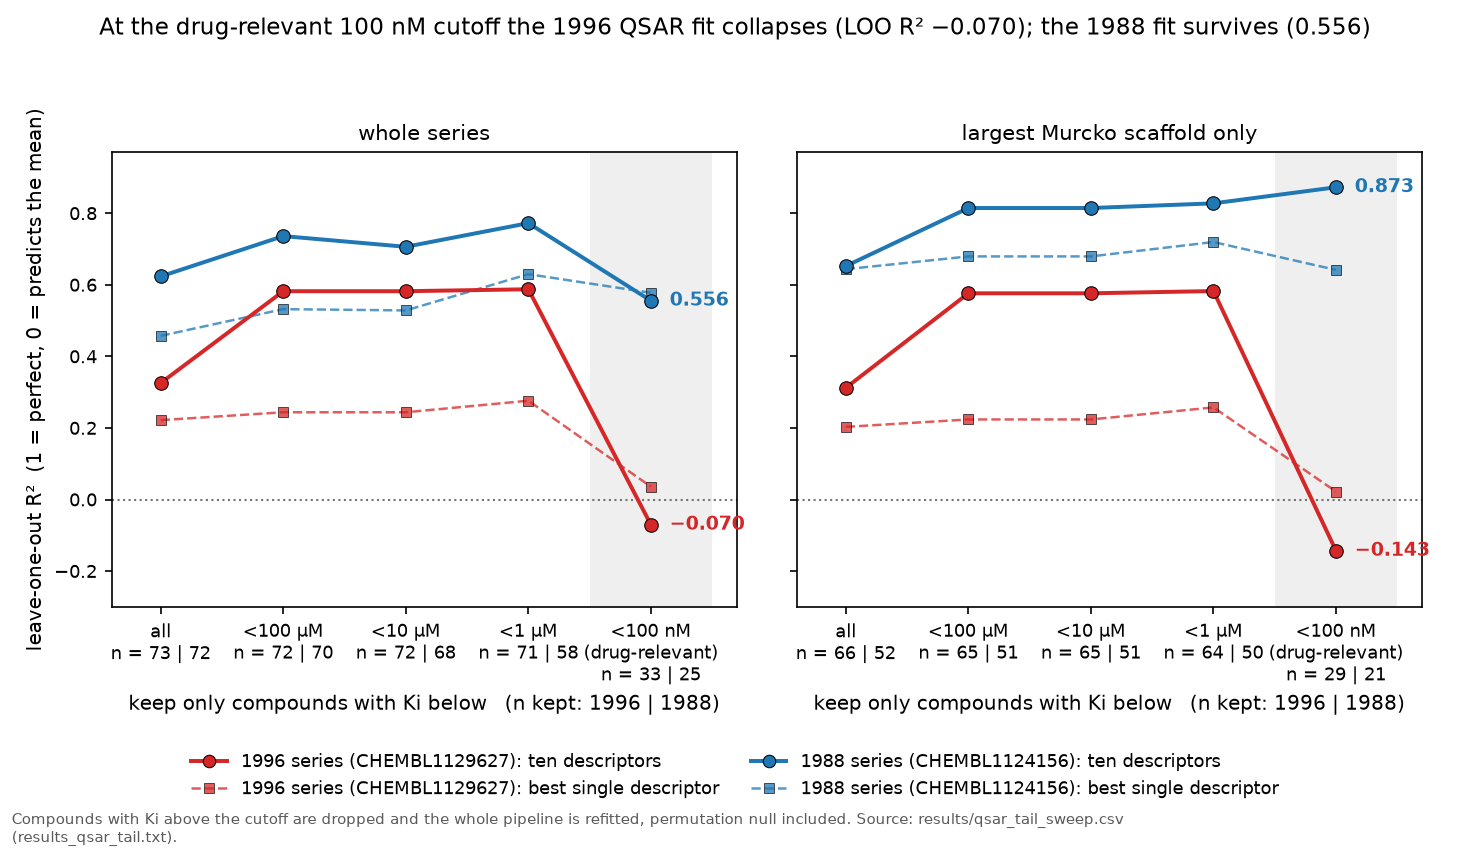 At the drug-relevant 100 nM cutoff the 1996 QSAR fit collapses (LOO R² −0.070); the 1988 fit survives (0.556)
leave-one-out R²  (1 = perfect, 0 = predicts the mean)
whole series
0.8
0.6
0.4
0.2
0.0
−0.2
0.556
−0.070
all
n = 73 | 72
<100 µM
n = 72 | 70
<10 µM
n = 72 | 68
<1 µM
n = 71 | 58
<100 nM
(drug-relevant)
n = 33 | 25
keep only compounds with Ki below   (n kept: 1996 | 1988)
largest Murcko scaffold only
0.873
−0.143
all
n = 66 | 52
<100 µM
n = 65 | 51
<10 µM
n = 65 | 51
<1 µM
n = 64 | 50
<100 nM
(drug-relevant)
n = 29 | 21
keep only compounds with Ki below   (n kept: 1996 | 1988)
1996 series (CHEMBL1129627): ten descriptors
1996 series (CHEMBL1129627): best single descriptor
1988 series (CHEMBL1124156): ten descriptors
1988 series (CHEMBL1124156): best single descriptor
Compounds with Ki above the cutoff are dropped and the whole pipeline is refitted, permutation null included. Source: results/qsar_tail_sweep.csv
(results_qsar_tail.txt).